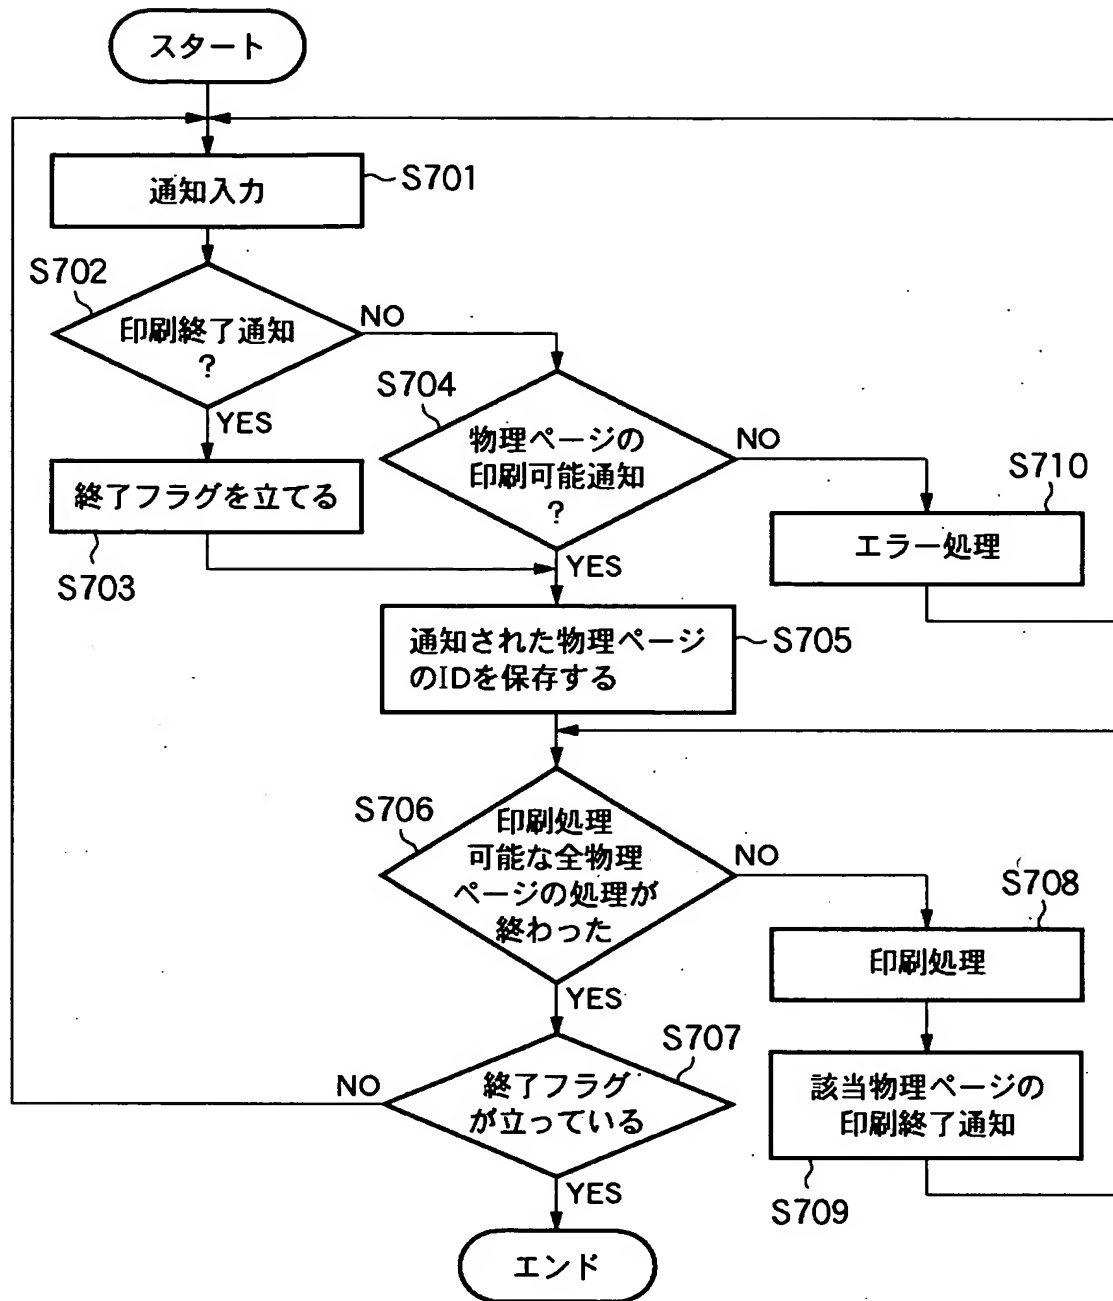 スタート
通知入力
S701
S702
印刷終了通知
?
NO
YES
終了フラグを立てる
S703
S704
物理ページの
印刷可能通知
?
NO
YES
S710
エラー処理
通知された物理ページ
のIDを保存する
S705
S706
印刷処理
可能な全物理
ページの処理が
終わった
NO
YES
S708
印刷処理
S707
終了フラグ
が立っている
NO
YES
該当物理ページの
印刷終了通知
S709
エンド